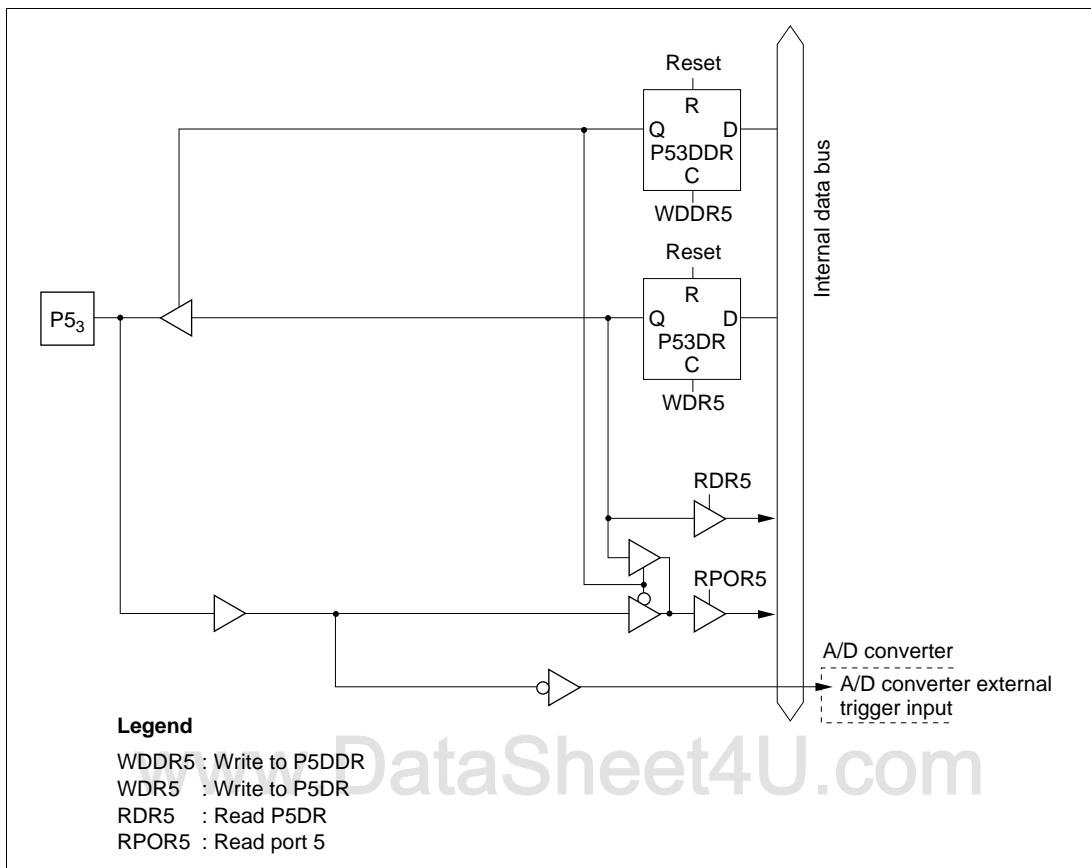 Reset
R
Q D
P53DDR
C
WDDR5
Internal data bus
Reset
R
P5₃
Q D
P53DR
C
WDR5
RDR5
RPOR5
A/D converter
A/D converter external
trigger input
Legend
www.DataSheet4U.com
WDDR5 : Write to P5DDR
WDR5 : Write to P5DR
RDR5 : Read P5DR
RPOR5 : Read port 5